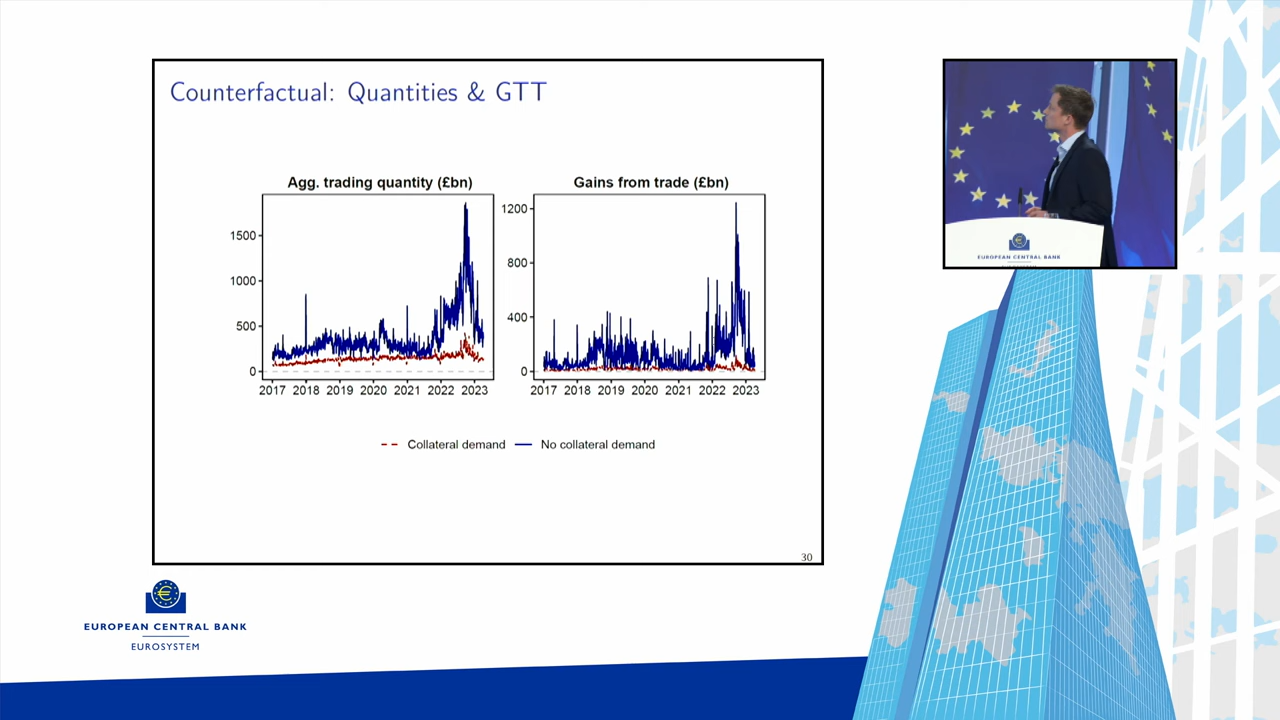 Counterfactual: Quantities & GTT
Agg. trading quantity (£bn)
Gains from trade (£bn)
1500
1000
500
0
2017 2018 2019 2020 2021 2022 2023
1200
800
400
0
2017 2018 2019 2020 2021 2022 2023
Collateral demand
No collateral demand
30
EUROPEAN CENTRAL BANK
EUROPEAN CENTRAL BANK
EUROSYSTEM